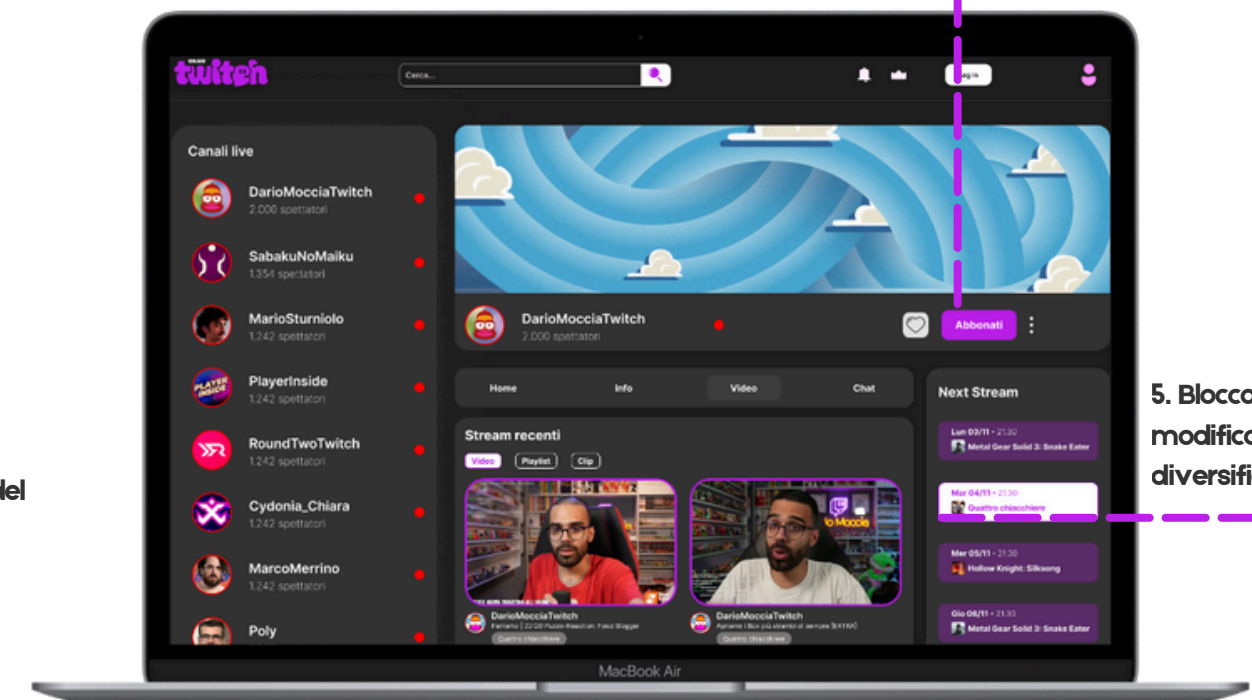 twitch
Cerca...
Log in
Canali live
DarioMocciaTwitch
2.000 spettatori
SabakuNoMaiku
1.354 spettatori
MarioSturniolo
1.242 spettatori
PlayerInside
1.242 spettatori
PLAYER
INSIDE
RoundTwoTwitch
1.242 spettatori
Cydonia_Chiara
1.242 spettatori
MarcoMerrino
1.242 spettatori
Poly
DarioMocciaTwitch
2.000 spettatori
Abbonati
Home Info Video Chat
Stream recenti
Video Playlist Clip
DarioMocciaTwitch
Quattro chiacchiere
DarioMocciaTwitch
Quattro chiacchiere
Next Stream
Lun 03/11 - 21.30
Metal Gear Solid 3: Snake Eater
Mar 04/11 - 21.30
Quattro chiacchiere
Mer 05/11 - 21.30
Hollow Knight: Silksong
Gio 06/11 - 21.30
Metal Gear Solid 3: Snake Eater
MacBook Air
del
5. Blocco
modifica
diversifi